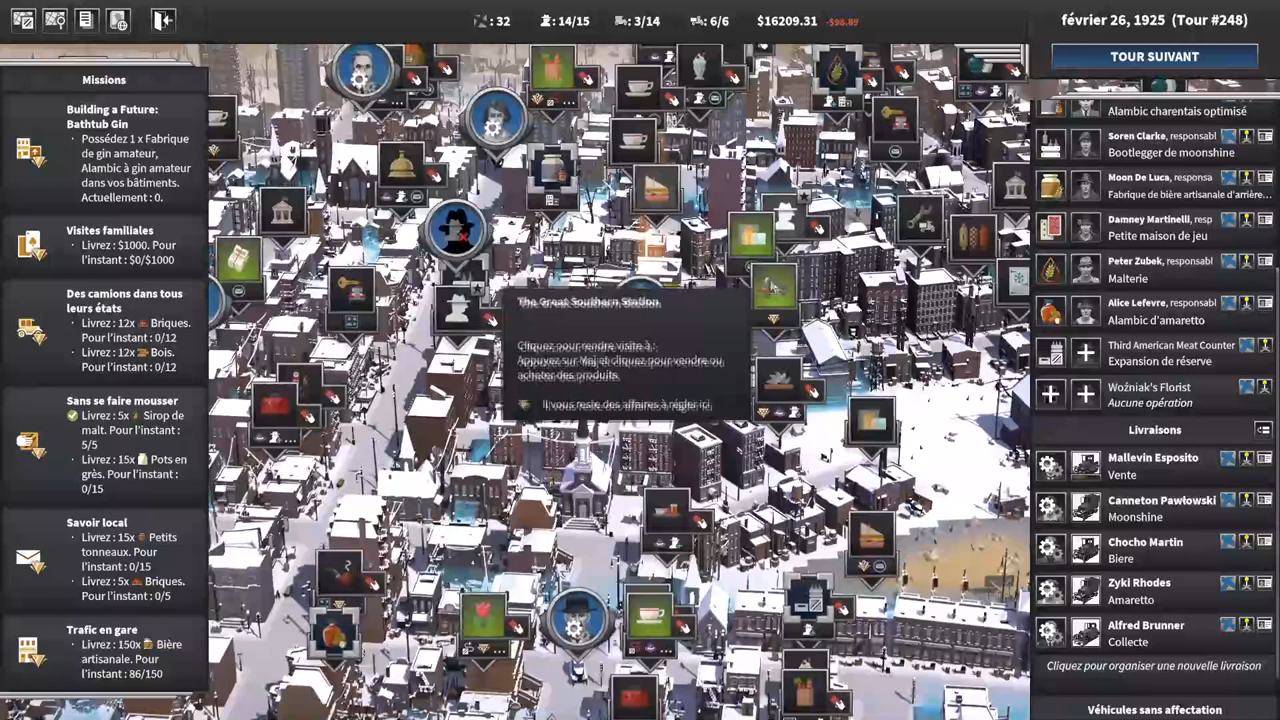 : 32
: 14/15
: 3/14
: 6/6
$16209.31
-$98.89
février 26, 1925 (Tour #248)
TOUR SUIVANT
Missions
Building a Future:
Bathtub Gin
• Possédez 1 x Fabrique
de gin amateur,
Alambic à gin amateur
dans vos bâtiments.
Actuellement : 0.
Visites familiales
• Livrez : $1000. Pour
l'instant : $0/$1000
Des camions dans tous
leurs états
• Livrez : 12x Briques.
Pour l'instant : 0/12
• Livrez : 12x Bois.
Pour l'instant : 0/12
Sans se faire mousser
Livrez : 5x Sirop de
malt. Pour l'instant :
5/5
• Livrez : 15x Pots en
grès. Pour l'instant :
0/15
Savoir local
• Livrez : 15x Petits
tonneaux. Pour
l'instant : 0/15
• Livrez : 5x Briques.
Pour l'instant : 0/5
Trafic en gare
• Livrez : 150x Bière
artisanale. Pour
l'instant : 86/150
The Great Southern Station
Cliquez pour rendre visite à :
Appuyez sur Maj et cliquez pour vendre ou
acheter des produits.
Il vous reste des affaires à régler ici.
Alambic charentais optimisé
Soren Clarke, responsabl
Bootlegger de moonshine
Moon De Luca, responsa
Fabrique de bière artisanale d'arrière...
Damney Martinelli, resp
Petite maison de jeu
Peter Zubek, responsabl
Malterie
Alice Lefevre, responsabl
Alambic d'amaretto
Third American Meat Counter
Expansion de réserve
Woźniak's Florist
Aucune opération
Livraisons
Mallevin Esposito
Vente
Canneton Pawłowski
Moonshine
Chocho Martin
Biere
Zyki Rhodes
Amaretto
Alfred Brunner
Collecte
Cliquez pour organiser une nouvelle livraison
Véhicules sans affectation